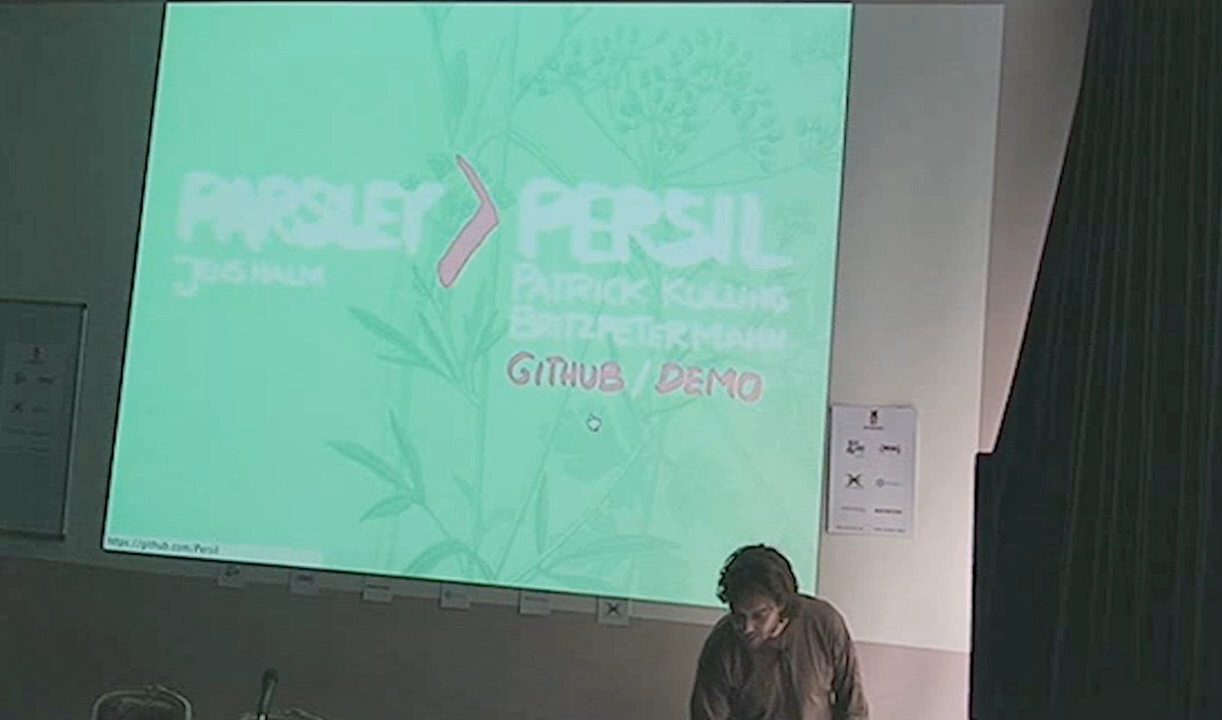 PARSLEY > PERSIL
JENS HALM
PATRICK KULLING
BRITZPETERMANN
GITHUB / DEMO
https://github.com/Persil